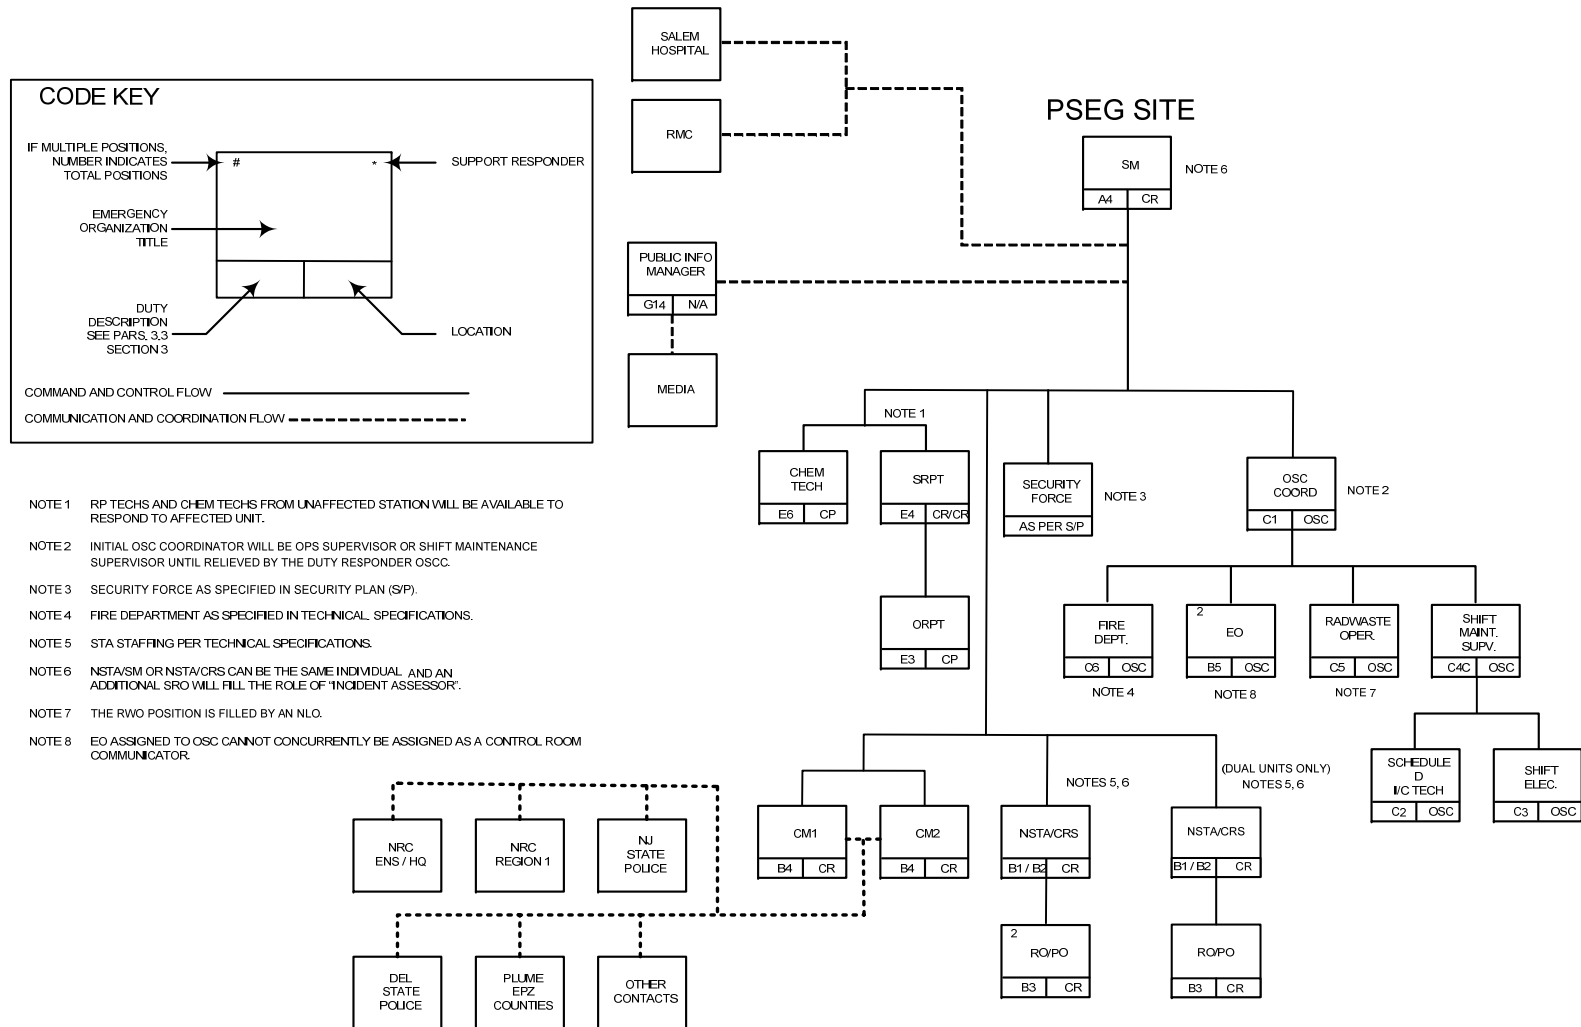 SALEM
HOSPITAL
CODE KEY
IF MULTIPLE POSITIONS,
NUMBER INDICATES
TOTAL POSITIONS
#
*
SUPPORT RESPONDER
EMERGENCY
ORGANIZATION
TITLE
DUTY
DESCRIPTION
SEE PARS. 3.3
SECTION 3
LOCATION
COMMAND AND CONTROL FLOW
COMMUNICATION AND COORDINATION FLOW
RMC
PSEG SITE
SM
A4 CR
NOTE 6
PUBLIC INFO
MANAGER
G14 N/A
MEDIA
NOTE 1
CHEM
TECH
E6 CP
SRPT
E4 CR/CR
SECURITY
FORCE
AS PER S/P
NOTE 3
OSC
COORD
C1 OSC
NOTE 2
ORPT
E3 CP
FIRE
DEPT.
C6 OSC
NOTE 4
2
EO
B5 OSC
NOTE 8
RADWASTE
OPER.
C5 OSC
NOTE 7
SHIFT
MAINT.
SUPV.
C4C OSC
SCHEDULE
D
I/C TECH
C2 OSC
SHIFT
ELEC.
C3 OSC
NOTE 1 RP TECHS AND CHEM TECHS FROM UNAFFECTED STATION WILL BE AVAILABLE TO
RESPOND TO AFFECTED UNIT.
NOTE 2 INITIAL OSC COORDINATOR WILL BE OPS SUPERVISOR OR SHIFT MAINTENANCE
SUPERVISOR UNTIL RELIEVED BY THE DUTY RESPONDER OSCC.
NOTE 3 SECURITY FORCE AS SPECIFIED IN SECURITY PLAN (S/P).
NOTE 4 FIRE DEPARTMENT AS SPECIFIED IN TECHNICAL SPECIFICATIONS.
NOTE 5 STA STAFFING PER TECHNICAL SPECIFICATIONS.
NOTE 6 NSTA/SM OR NSTA/CRS CAN BE THE SAME INDIVIDUAL AND AN
ADDITIONAL SRO WILL FILL THE ROLE OF "INCIDENT ASSESSOR".
NOTE 7 THE RWO POSITION IS FILLED BY AN NLO.
NOTE 8 EO ASSIGNED TO OSC CANNOT CONCURRENTLY BE ASSIGNED AS A CONTROL ROOM
COMMUNICATOR.
CM1
B4 CR
CM2
B4 CR
NOTES 5, 6
NSTA/CRS
B1 / B2 CR
(DUAL UNITS ONLY)
NOTES 5, 6
NSTA/CRS
B1 / B2 CR
2
RO/PO
B3 CR
RO/PO
B3 CR
NRC
ENS / HQ
NRC
REGION 1
NJ
STATE
POLICE
DEL
STATE
POLICE
PLUME
EPZ
COUNTIES
OTHER
CONTACTS